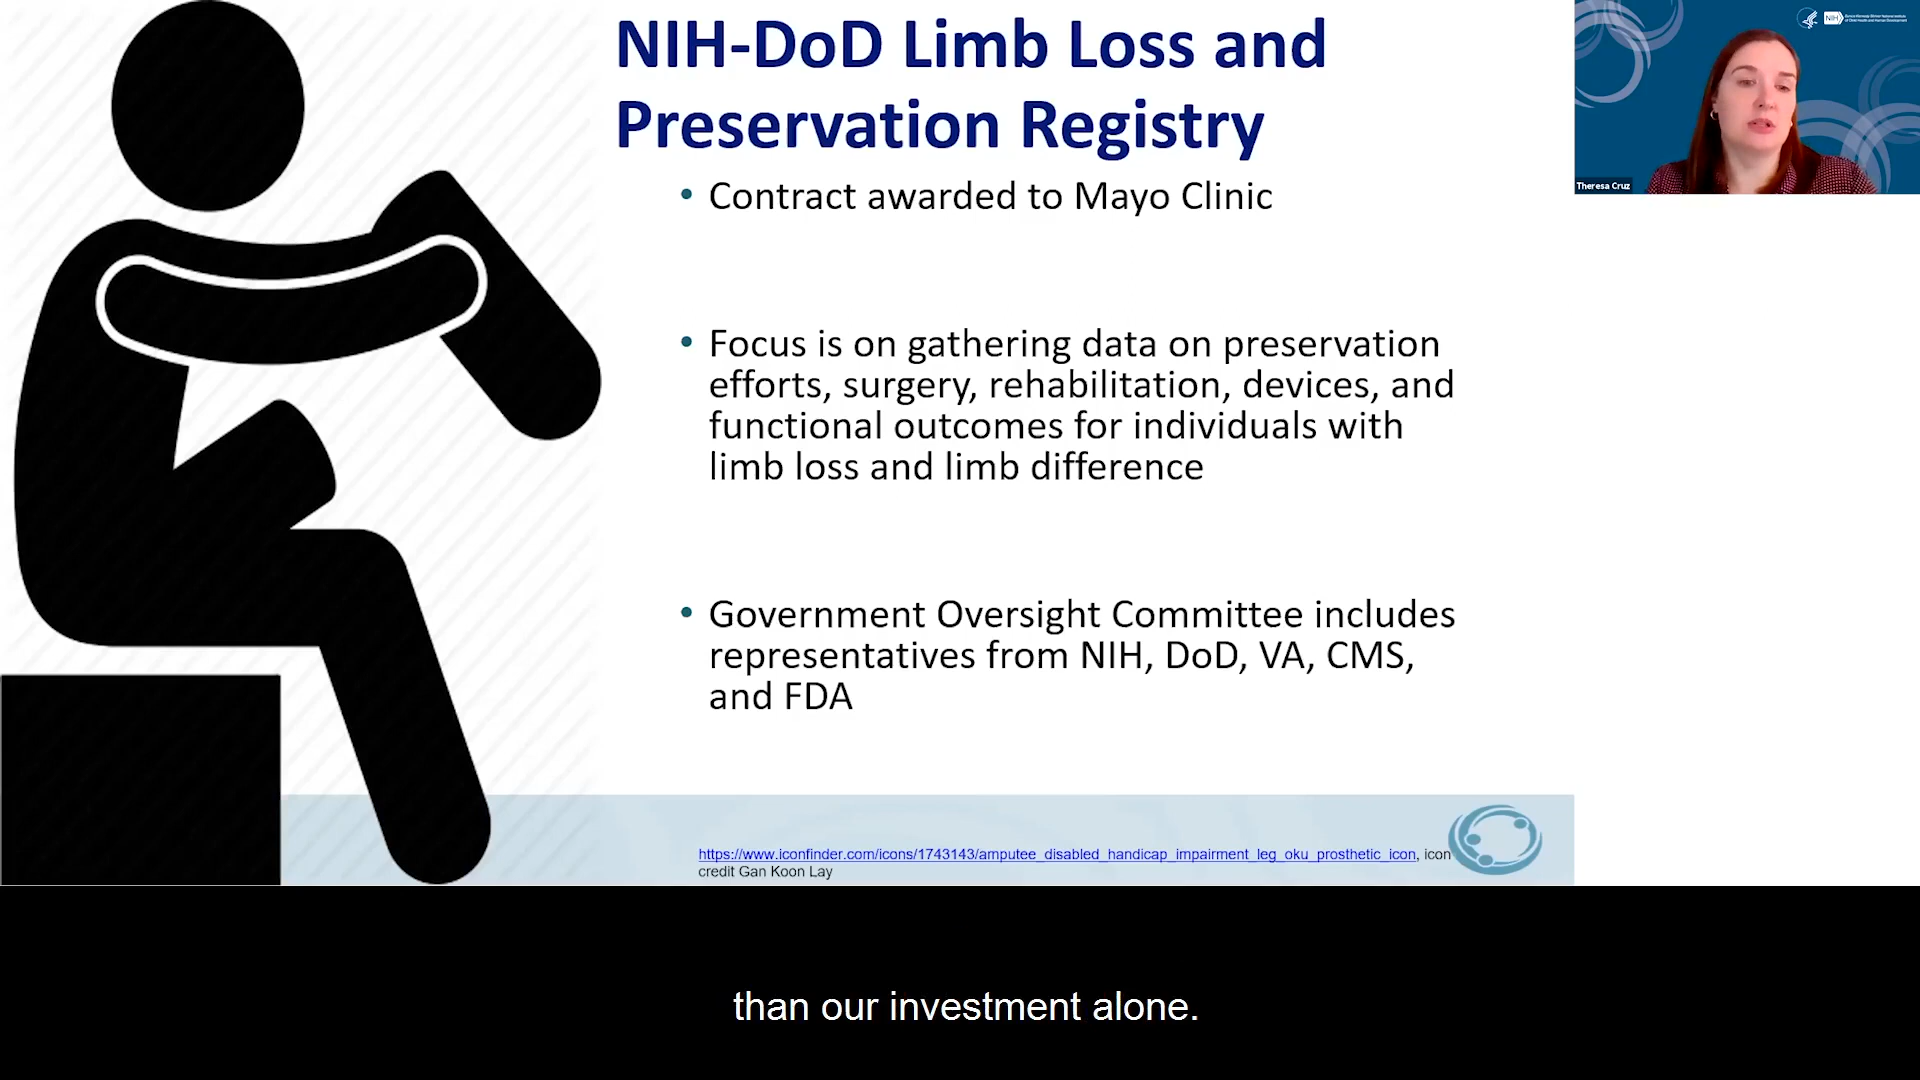 NIH-DoD Limb Loss and
Preservation Registry
• Contract awarded to Mayo Clinic
• Focus is on gathering data on preservation
efforts, surgery, rehabilitation, devices, and
functional outcomes for individuals with
limb loss and limb difference
• Government Oversight Committee includes
representatives from NIH, DoD, VA, CMS,
and FDA
https://www.iconfinder.com/icons/1743143/amputee_disabled_handicap_impairment_leg_oku_prosthetic_icon, icon
credit Gan Koon Lay
NIH
Theresa Cruz
than our investment alone.